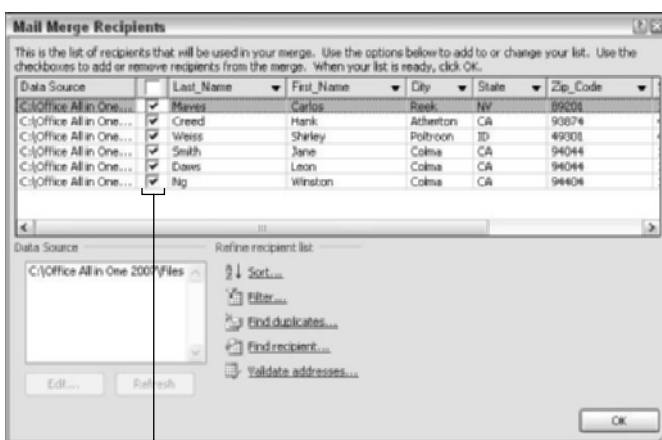 Mail Merge Recipients
This is the list of recipients that will be used in your merge. Use the options below to add to or change your list. Use the
checkboxes to add or remove recipients from the merge. When your list is ready, click OK.
Data Source Last_Name First_Name City State Zip_Code
C:\Office All in One... Mayes Carlos Reek NV 89201
C:\Office All in One... Creed Hank Atherton CA 93874
C:\Office All in One... Weiss Shirley Poltroon ID 49301
C:\Office All in One... Smith Jane Colma CA 94044
C:\Office All in One... Daws Leon Colma CA 94044
C:\Office All in One... Ng Winston Colma CA 94404
Data Source
Refine recipient list
C:\Office All in One 2007\Files
Sort...
Filter...
Find duplicates...
Find recipient...
Validate addresses...
Edit... Refresh
OK